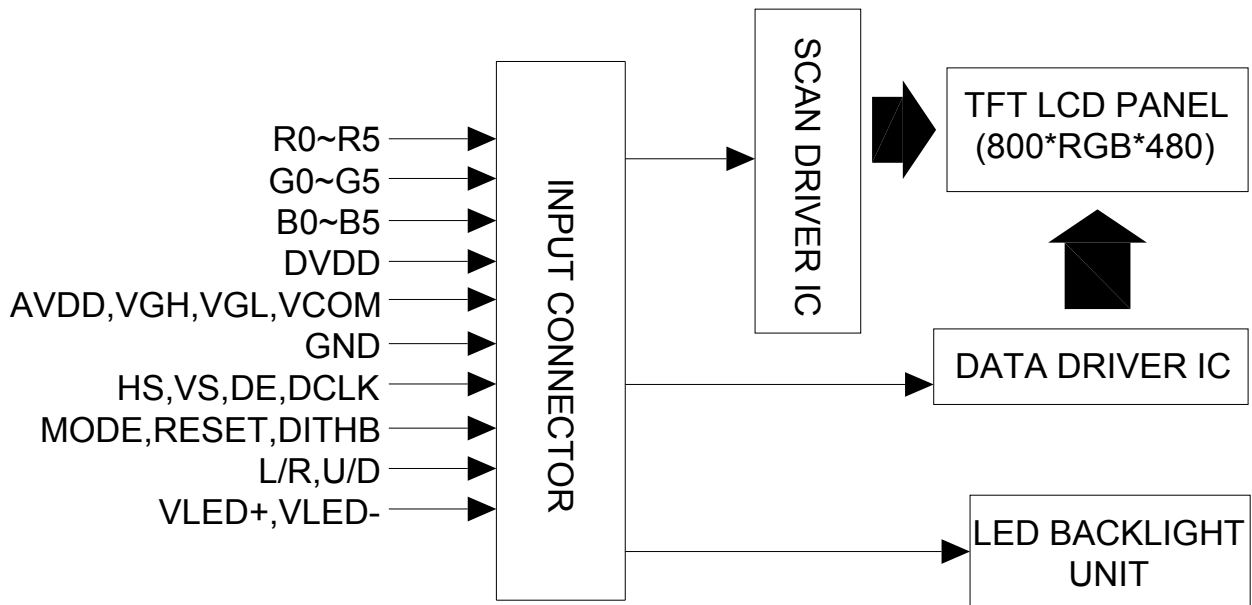 R0~R5
G0~G5
B0~B5
DVDD
AVDD,VGH,VGL,VCOM
GND
HS,VS,DE,DCLK
MODE,RESET,DITHB
L/R,U/D
VLED+,VLED-
INPUT CONNECTOR
SCAN DRIVER IC
TFT LCD PANEL
(800*RGB*480)
DATA DRIVER IC
LED BACKLIGHT
UNIT